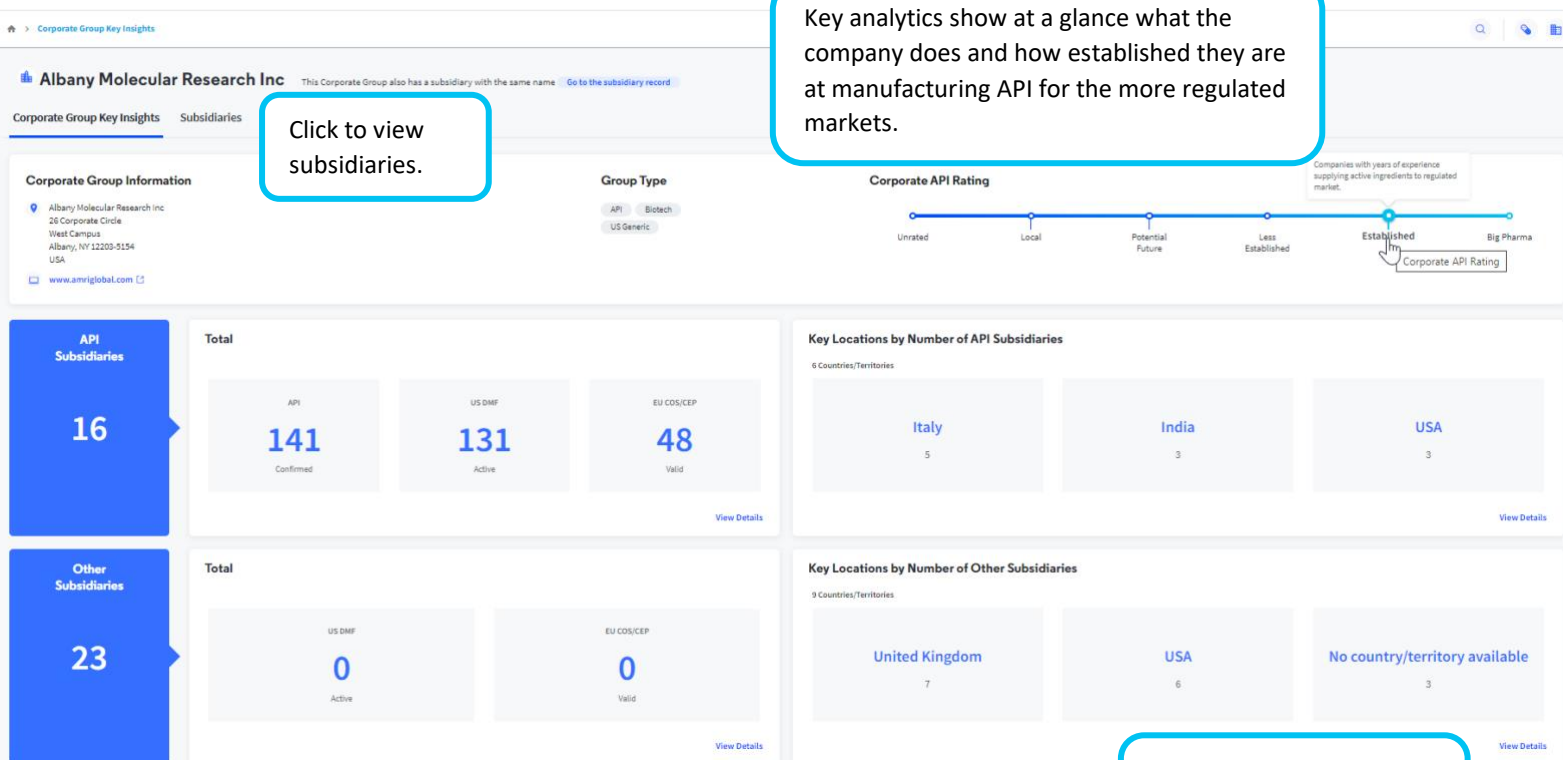 Corporate Group Key Insights
Key analytics show at a glance what the
company does and how established they are
at manufacturing API for the more regulated
markets.
Albany Molecular Research Inc
This Corporate Group also has a subsidiary with the same name
Go to the subsidiary record
Corporate Group Key Insights
Subsidiaries
Click to view
subsidiaries.
Corporate Group Information
Albany Molecular Research Inc
26 Corporate Circle
West Campus
Albany, NY 12203-5154
USA
www.amriglobal.com
Group Type
API
Biotech
US Generic
Corporate API Rating
Companies with years of experience
supplying active ingredients to regulated
market.
Unrated
Local
Potential
Future
Less
Established
Established
Big Pharma
Corporate API Rating
API
Subsidiaries
16
Total
API
141
Confirmed
US DMF
131
Active
EU COS/CEP
48
Valid
View Details
Key Locations by Number of API Subsidiaries
6 Countries/Territories
Italy
5
India
3
USA
3
View Details
Other
Subsidiaries
23
Total
US DMF
0
Active
EU COS/CEP
0
Valid
View Details
Key Locations by Number of Other Subsidiaries
9 Countries/Territories
United Kingdom
7
USA
6
No country/territory available
3
View Details